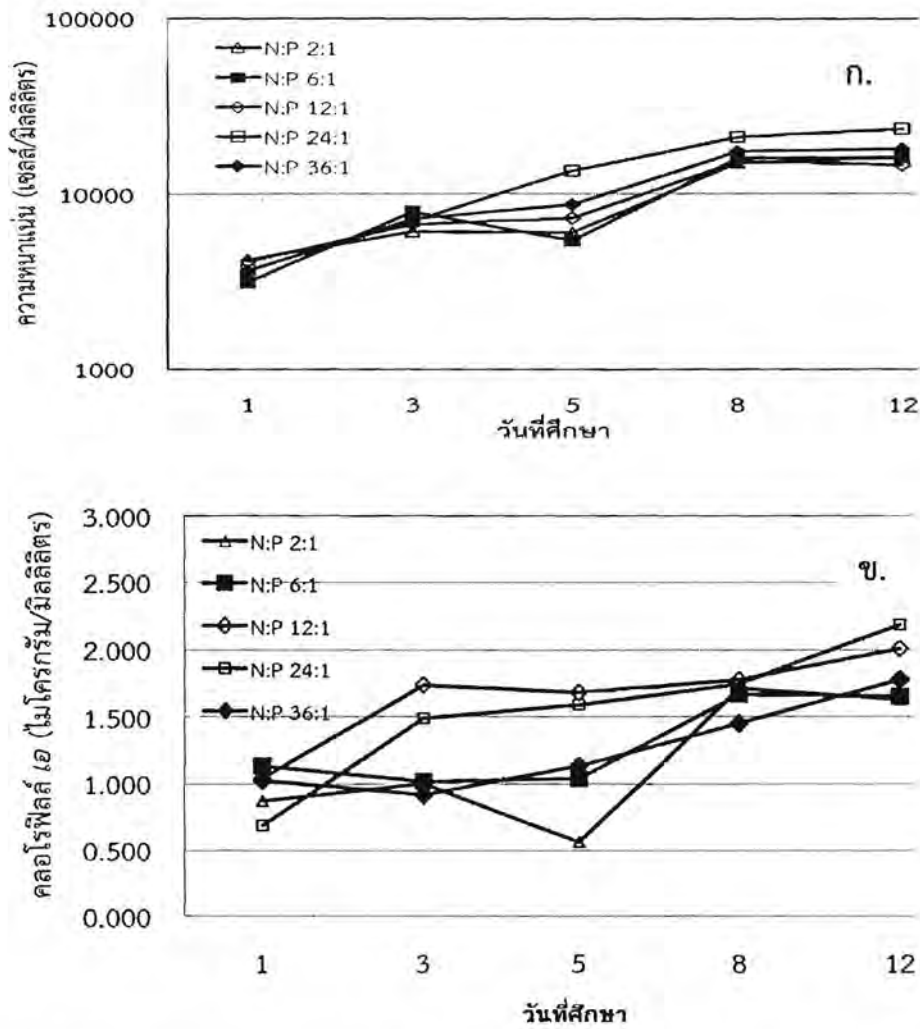 100000
10000
1000
ความหนาแน่น (เซลล์/มิลลิลิตร)
N:P 2:1
N:P 6:1
N:P 12:1
N:P 24:1
N:P 36:1
ก.
1 3 5 8 12
วันที่ศึกษา
3.000
2.500
2.000
1.500
1.000
0.500
0.000
คลอโรฟิลล์ เอ (ไมโครกรัม/มิลลิลิตร)
N:P 2:1
N:P 6:1
N:P 12:1
N:P 24:1
N:P 36:1
ข.
1 3 5 8 12
วันที่ศึกษา